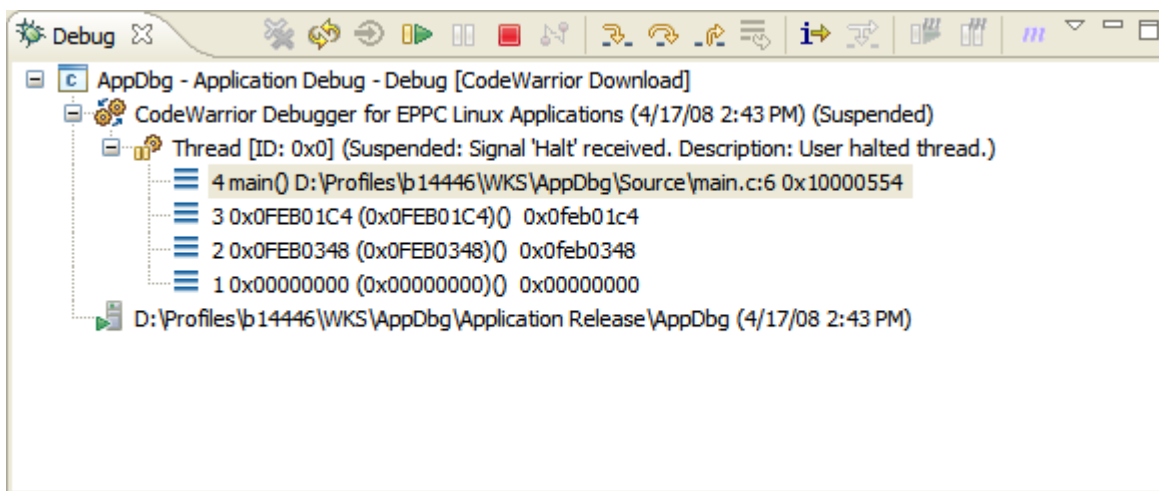 Debug
AppDbg - Application Debug - Debug [CodeWarrior Download]
CodeWarrior Debugger for EPPC Linux Applications (4/17/08 2:43 PM) (Suspended)
Thread [ID: 0x0] (Suspended: Signal 'Halt' received. Description: User halted thread.)
4 main() D:\Profiles\b14446\WKS\AppDbg\Source\main.c:6 0x10000554
3 0x0FEB01C4 (0x0FEB01C4)() 0x0feb01c4
2 0x0FEB0348 (0x0FEB0348)() 0x0feb0348
1 0x00000000 (0x00000000)() 0x00000000
D:\Profiles\b14446\WKS\AppDbg\Application Release\AppDbg (4/17/08 2:43 PM)